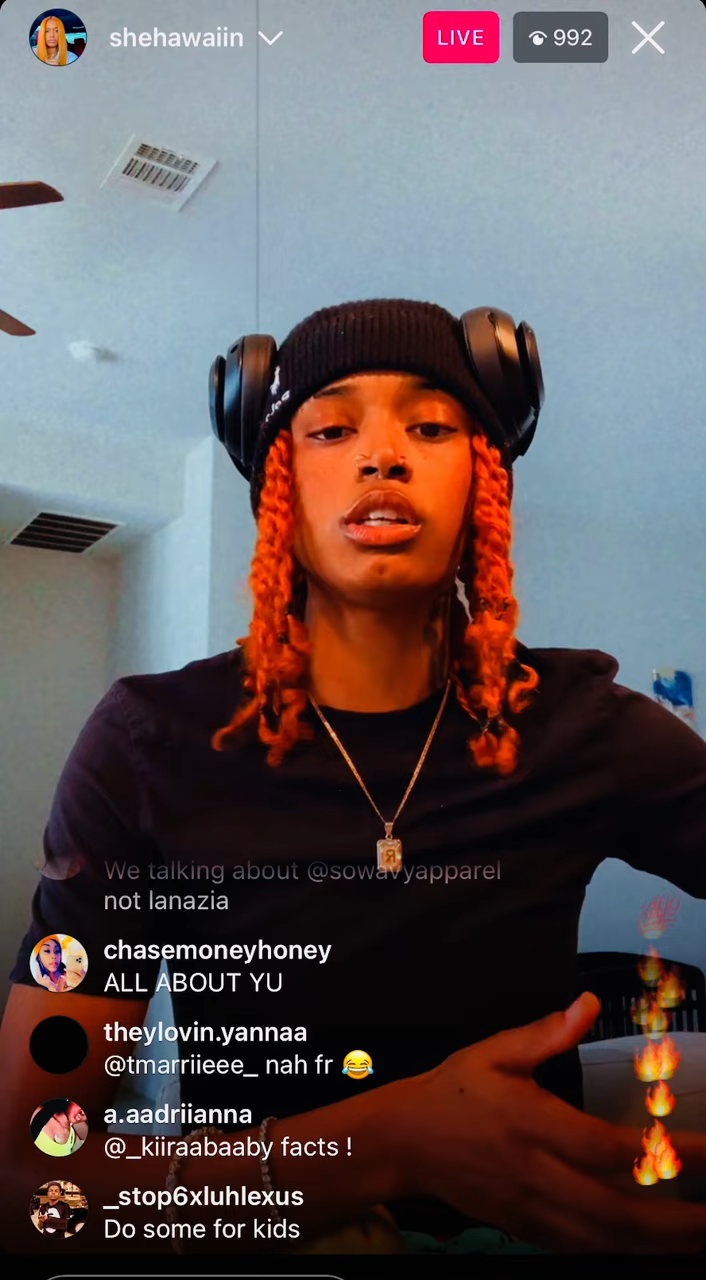 shehawaiin
LIVE
992
We talking about @sowavyapparel
not lanazia
chasemoneyhoney
ALL ABOUT YU
theylovin.yannaa
@tmarriieee_ nah fr 😂
a.aadriianna
@_kiiraabaaby facts !
_stop6xluhlexus
Do some for kids